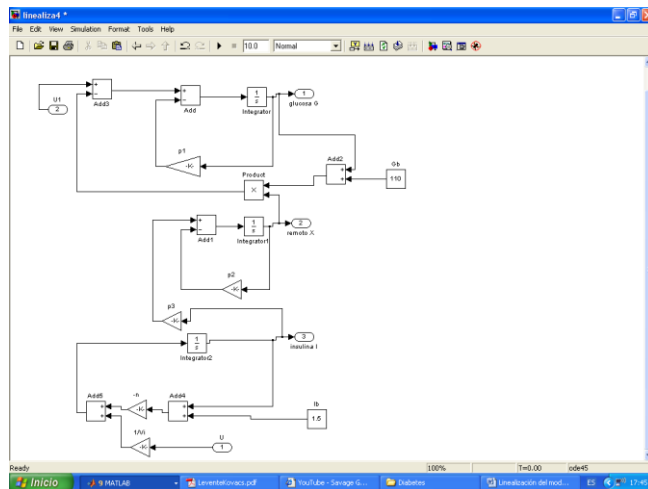 linealiza4 *
File Edit View Simulation Format Tools Help
10.0 Normal
U1
2
Add3
Add
1
s
Integrator
1
glucosa G
p1
-K-
Add2
Gb
110
Product
×
Add1
1
s
Integrator1
2
remoto X
p2
-K-
p3
-K-
1
s
Integrator2
3
insulina I
Add5
-n
-K-
Add4
Ib
1.5
1/Vi
-K-
U
1
Ready 100% T=0.00 ode45
Inicio 9 MATLAB LeventeKovacs.pdf YouTube - Savage G... Diabetes Linealización del mod... ES 17:45